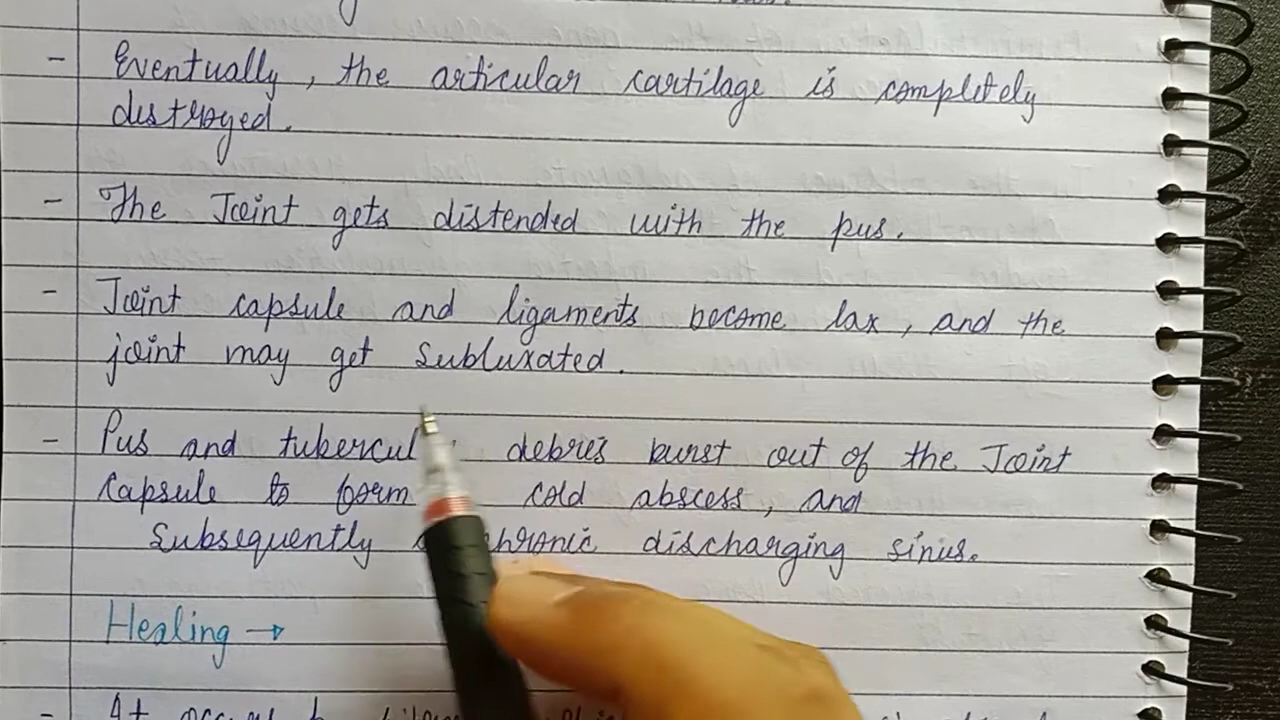 - Eventually, the articular cartilage is completely
destroyed.
- The Joint gets distended with the pus.
- Joint capsule and ligaments become lax, and the
joint may get Subluxated.
- Pus and debris burst out of the Joint
Capsule to form cold abscess, and
Subsequently discharging sinus.
Healing →